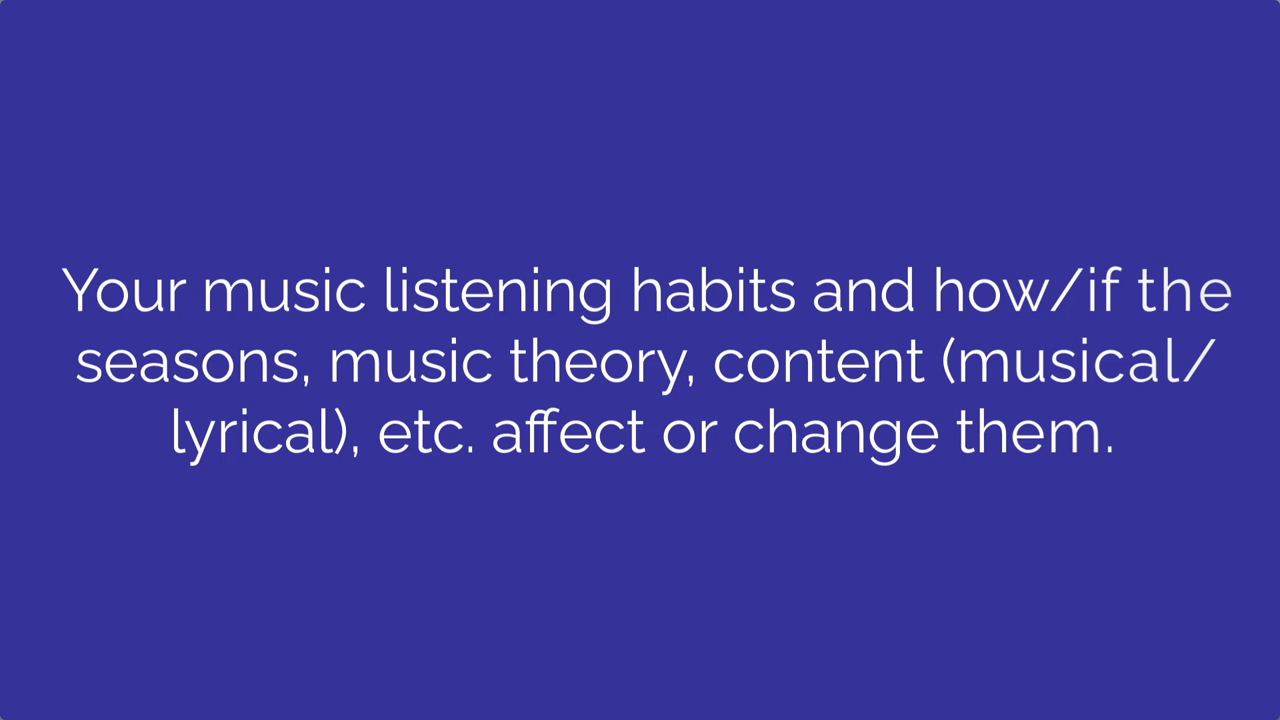 Your music listening habits and how/if the
seasons, music theory, content (musical/
lyrical), etc. affect or change them.